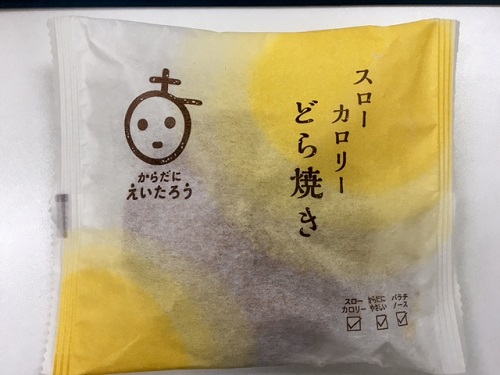 スロー
カロリー
どら焼き
からだに
えいたろう
スロー
カロリー
からだに
やさしい
パラチ
ノース